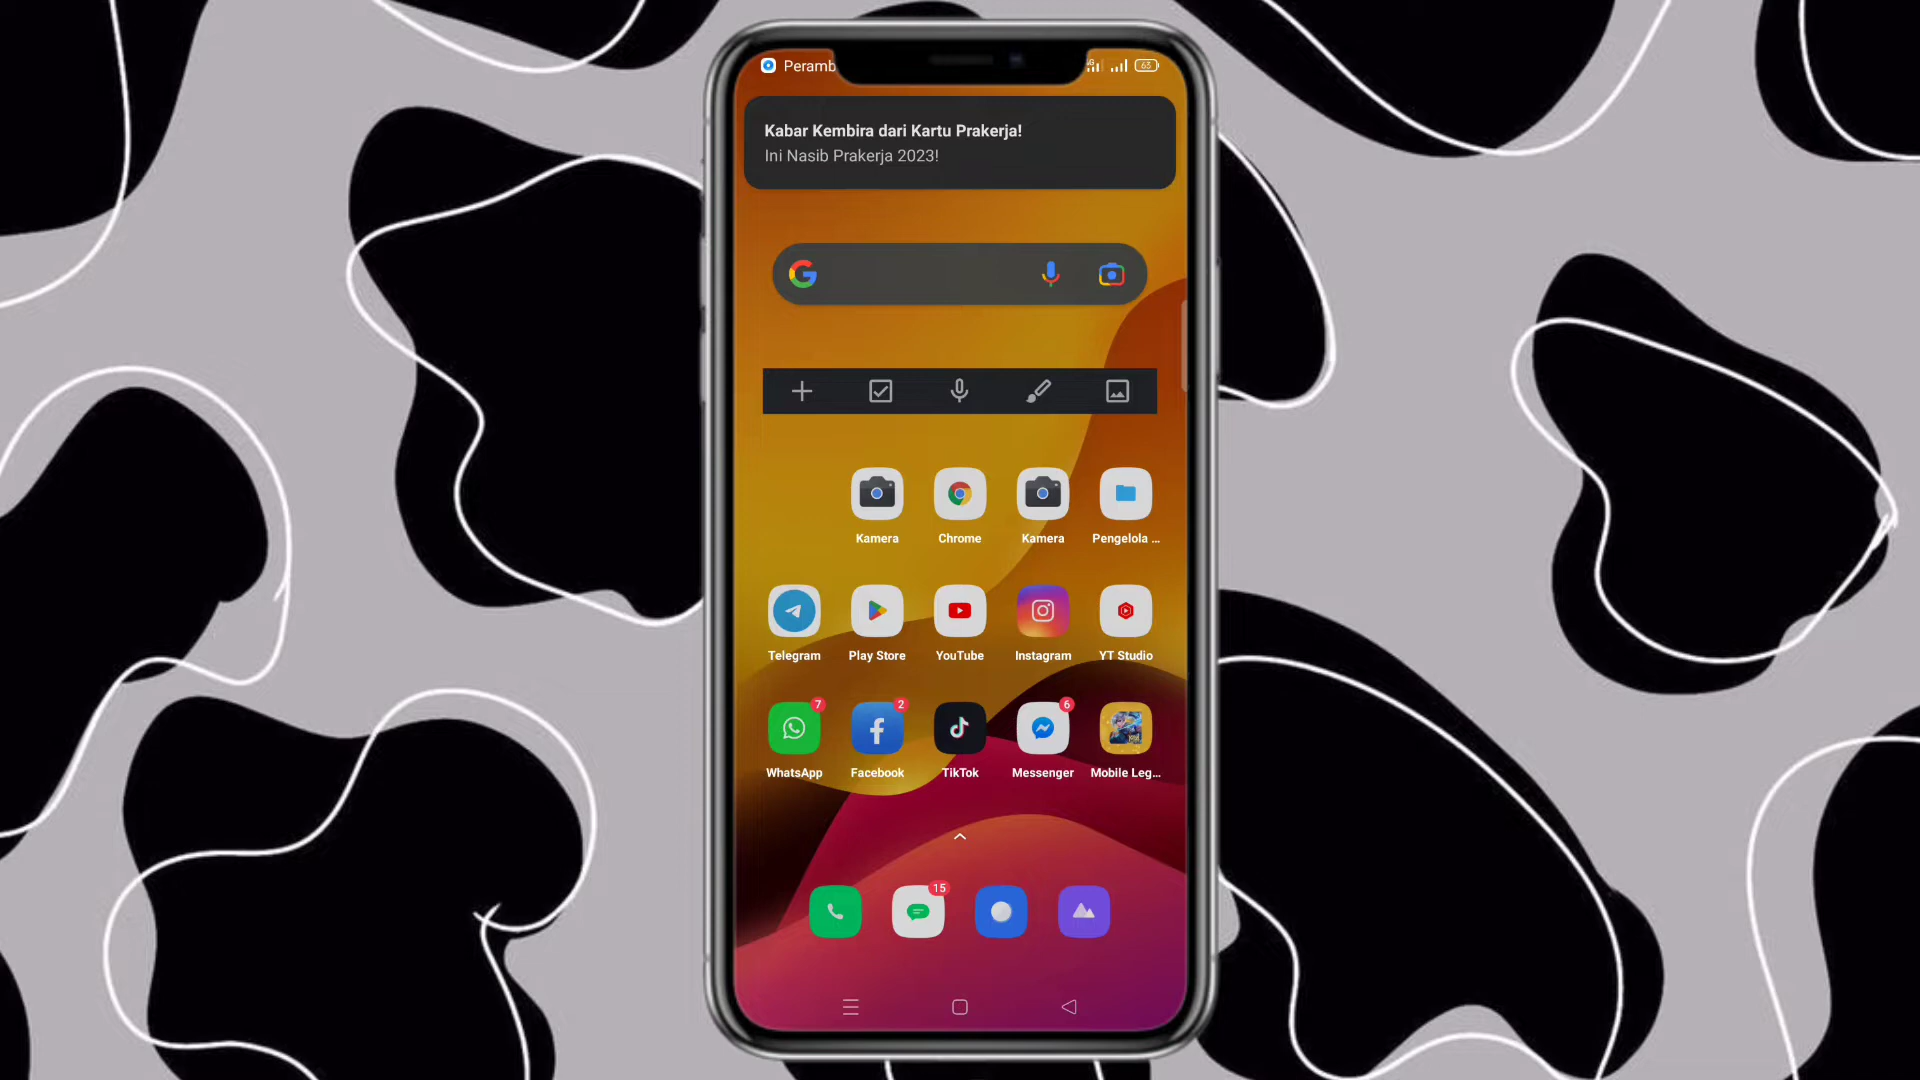 Peramb
63
Kabar Kembira dari Kartu Prakerja!
Ini Nasib Prakerja 2023!
Kamera
Chrome
Kamera
Pengelola ...
Telegram
Play Store
YouTube
Instagram
YT Studio
7
2
6
WhatsApp
Facebook
TikTok
Messenger
Mobile Leg...
15